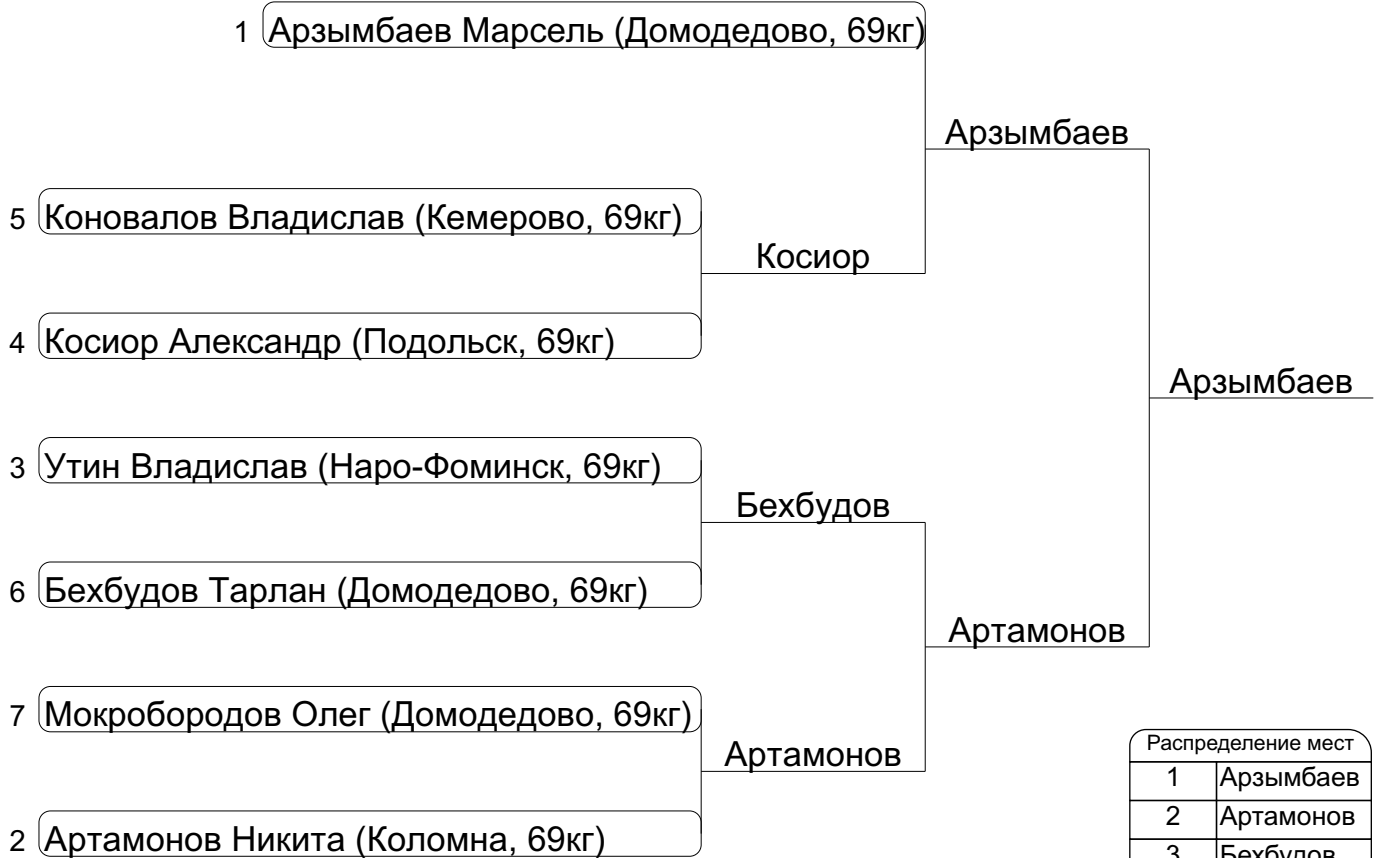 1 Арзымбаев Марсель (Домодедово, 69кг)
Арзымбаев
5 Коновалов Владислав (Кемерово, 69кг)
Косиор
4 Косиор Александр (Подольск, 69кг)
Арзымбаев
3 Утин Владислав (Наро-Фоминск, 69кг)
Бехбудов
6 Бехбудов Тарлан (Домодедово, 69кг)
Артамонов
7 Мокробородов Олег (Домодедово, 69кг)
Артамонов
2 Артамонов Никита (Коломна, 69кг)
Распределение мест
1 Арзымбаев
2 Артамонов
3 Бехбудов